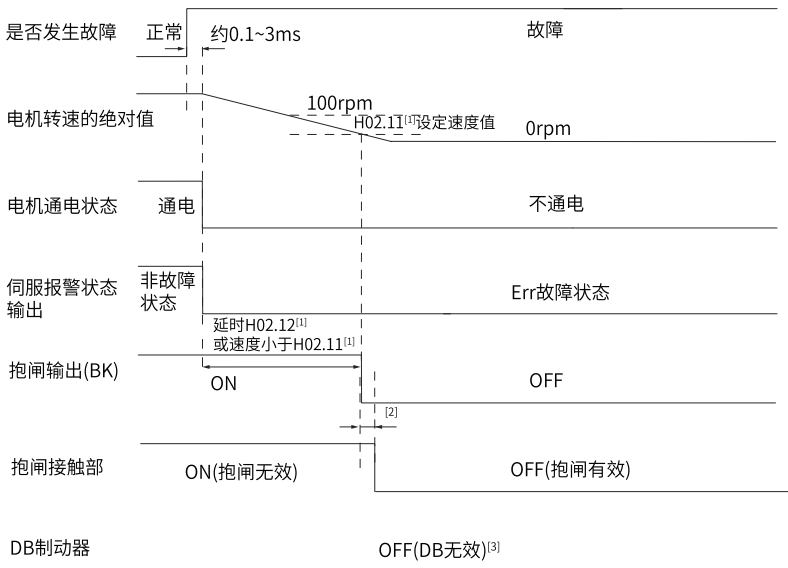 是否发生故障
正常
约0.1~3ms
故障
电机转速的绝对值
100rpm
H02.11[1]设定速度值
0rpm
电机通电状态
通电
不通电
伺服报警状态
输出
非故障
状态
Err故障状态
延时H02.12[1]
或速度小于H02.11[1]
抱闸输出(BK)
ON
OFF
[2]
抱闸接触部
ON(抱闸无效)
OFF(抱闸有效)
DB制动器
OFF(DB无效)[3]